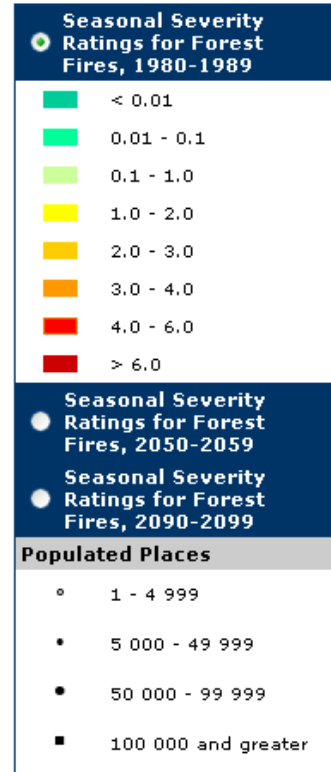 Seasonal Severity
Ratings for Forest
Fires, 1980-1989
< 0.01
0.01 - 0.1
0.1 - 1.0
1.0 - 2.0
2.0 - 3.0
3.0 - 4.0
4.0 - 6.0
> 6.0
Seasonal Severity
Ratings for Forest
Fires, 2050-2059
Seasonal Severity
Ratings for Forest
Fires, 2090-2099
Populated Places
1 - 4 999
5 000 - 49 999
50 000 - 99 999
100 000 and greater